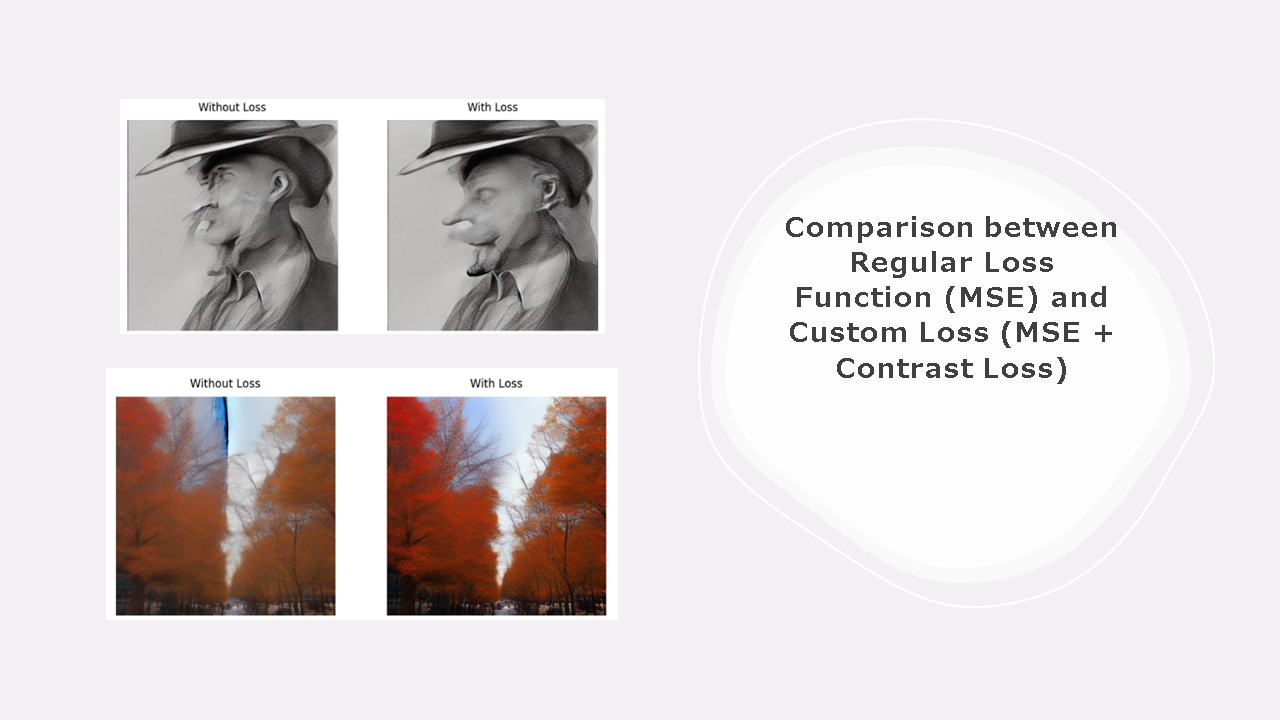 Without Loss
With Loss
Without Loss
With Loss
Comparison between
Regular Loss
Function (MSE) and
Custom Loss (MSE +
Contrast Loss)